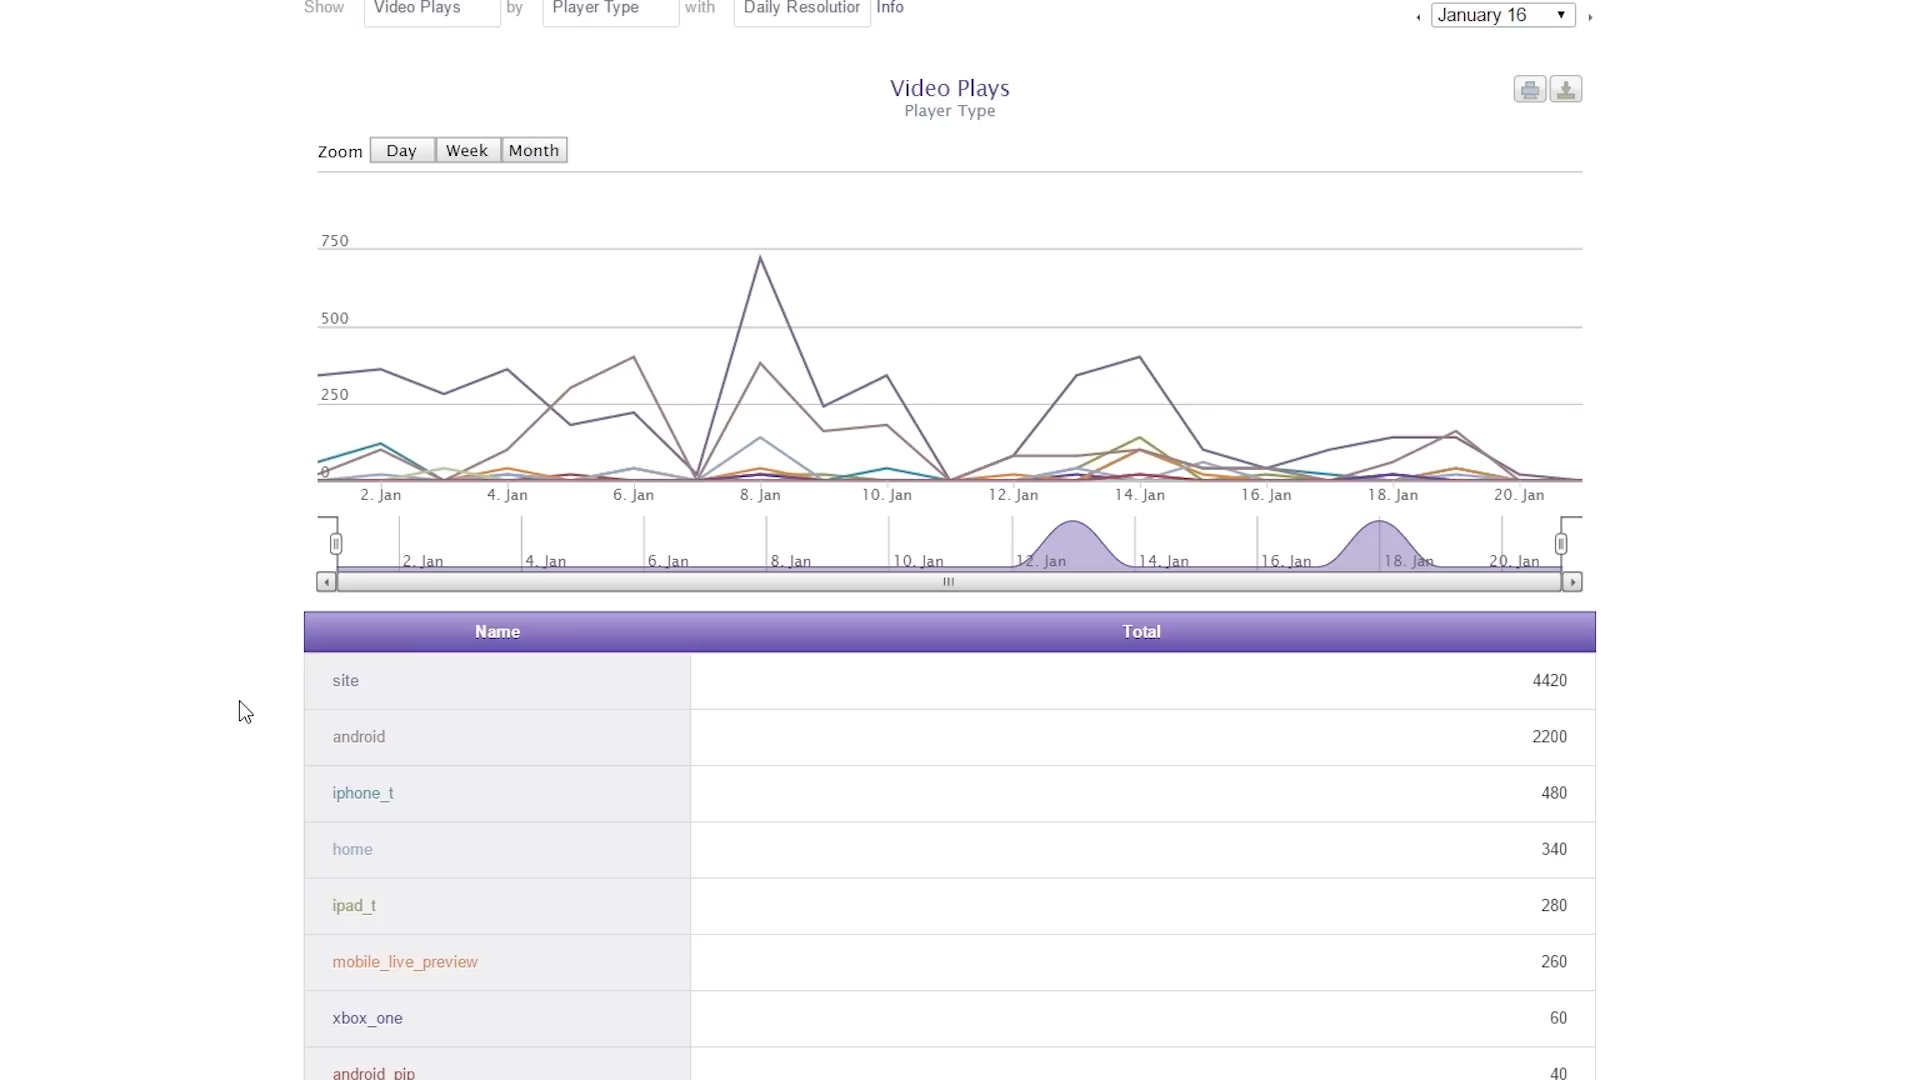 Show Video Plays by Player Type with Daily Resolution Info
January 16
Video Plays
Player Type
Zoom Day Week Month
750
500
250
0
2. Jan 4. Jan 6. Jan 8. Jan 10. Jan 12. Jan 14. Jan 16. Jan 18. Jan 20. Jan
2. Jan 4. Jan 6. Jan 8. Jan 10. Jan 12. Jan 14. Jan 16. Jan 18. Jan 20. Jan
Name Total
site 4420
android 2200
iphone_t 480
home 340
ipad_t 280
mobile_live_preview 260
xbox_one 60
android_pip 40